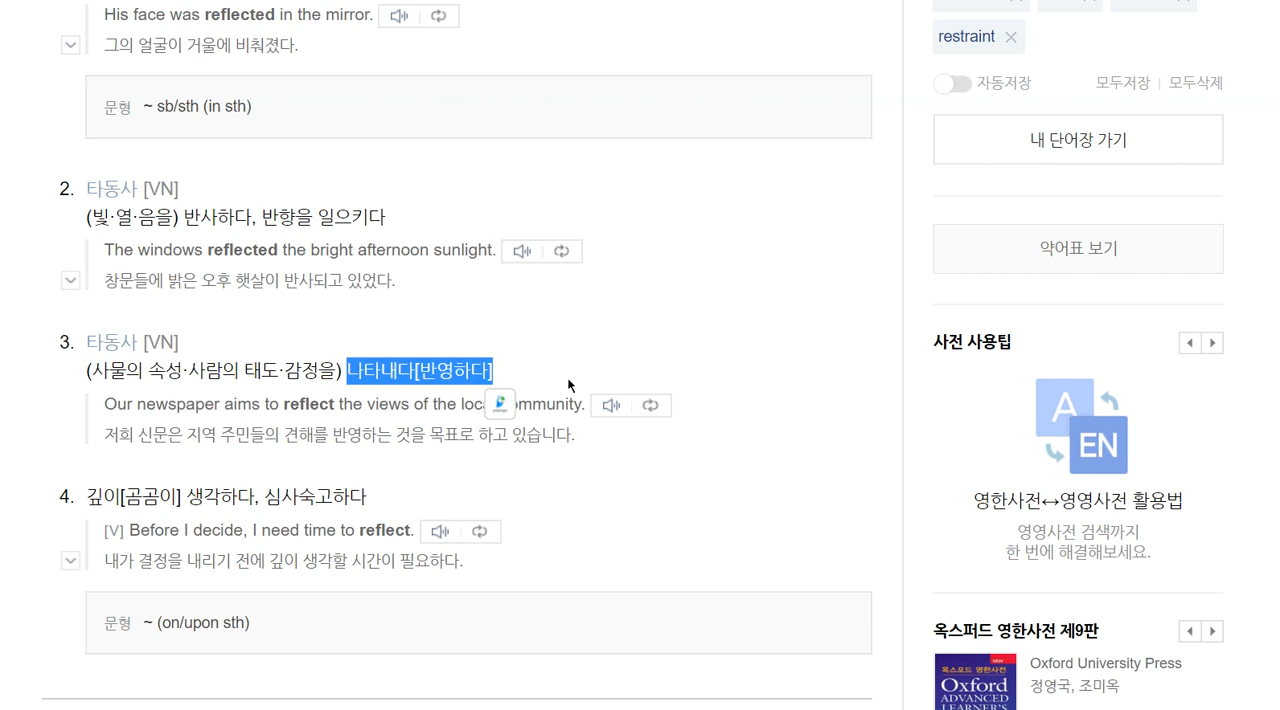 His face was reflected in the mirror.
그의 얼굴이 거울에 비춰졌다.
문형 ~ sb/sth (in sth)
2. 타동사 [VN]
(빛·열·음을) 반사하다, 반향을 일으키다
The windows reflected the bright afternoon sunlight.
창문들에 밝은 오후 햇살이 반사되고 있었다.
3. 타동사 [VN]
(사물의 속성·사람의 태도·감정을) 나타내다[반영하다]
Our newspaper aims to reflect the views of the
저희 신문은 지역 주민들의 견해를 반영하는 것을 목표로 하고 있습니다.
4. 깊이[곰곰이] 생각하다, 심사숙고하다
[V] Before I decide, I need time to reflect.
내가 결정을 내리기 전에 깊이 생각할 시간이 필요하다.
문형 ~ (on/upon sth)
restraint
자동저장 모두저장 | 모두삭제
내 단어장 가기
약어표 보기
사전 사용팁
A
EN
영한사전↔영영사전 활용법
영영사전 검색까지
한 번에 해결해보세요.
옥스퍼드 영한사전 제9판
NEW
옥스퍼드 영한사전
Oxford
ADVANCED
LEARNER'S
Oxford University Press
정영국, 조미옥